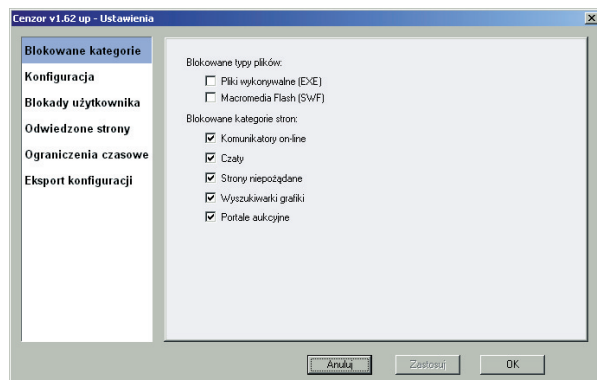 Cenzor v1.62 up - Ustawienia
Blokowane kategorie
Konfiguracja
Blokady użytkownika
Odwiedzone strony
Ograniczenia czasowe
Eksport konfiguracji
Blokowane typy plików:
Pliki wykonywalne (EXE)
Macromedia Flash (SWF)
Blokowane kategorie stron:
Komunikatory on-line
Czaty
Strony niepożądane
Wyszukiwarki grafiki
Portale aukcyjne
Anuluj Zastosuj OK